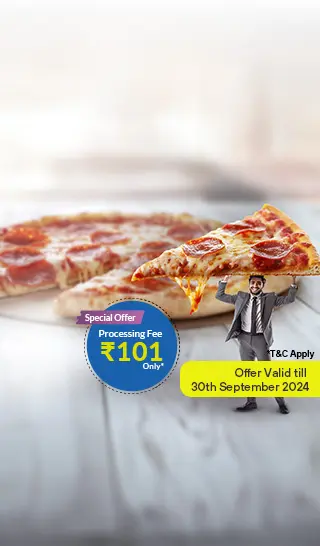 Special Offer
Processing Fee
₹101
Only*
*T&C Apply
Offer Valid till
30th September 2024